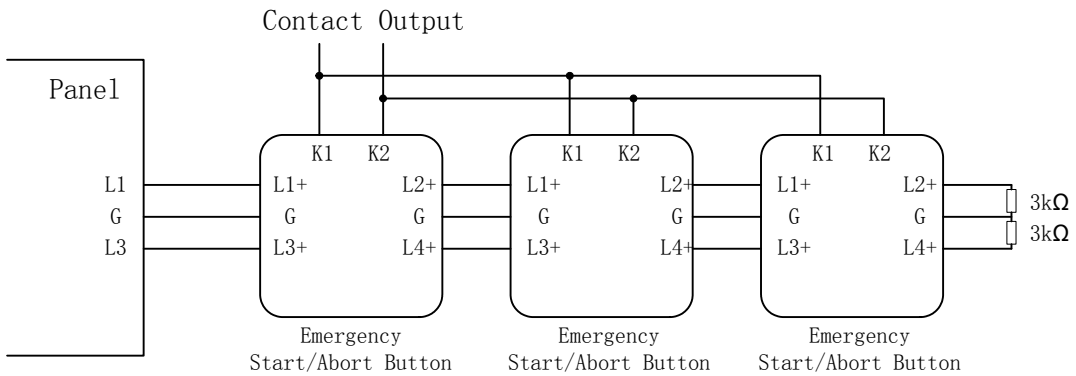 Contact Output
Panel
K1 K2 K1 K2 K1 K2
L1 L1+ L2+ L1+ L2+ L1+ L2+ 3kΩ
G G G G
L3 L3+ L4+ L3+ L4+ L3+ L4+ 3kΩ
Emergency Emergency Emergency
Start/Abort Button Start/Abort Button Start/Abort Button